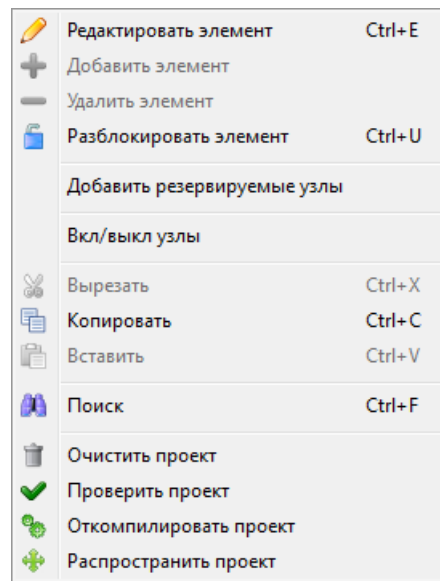 Редактировать элемент Ctrl+E
Добавить элемент
Удалить элемент
Разблокировать элемент Ctrl+U
Добавить резервируемые узлы
Вкл/выкл узлы
Вырезать Ctrl+X
Копировать Ctrl+C
Вставить Ctrl+V
Поиск Ctrl+F
Очистить проект
Проверить проект
Откомпилировать проект
Распространить проект